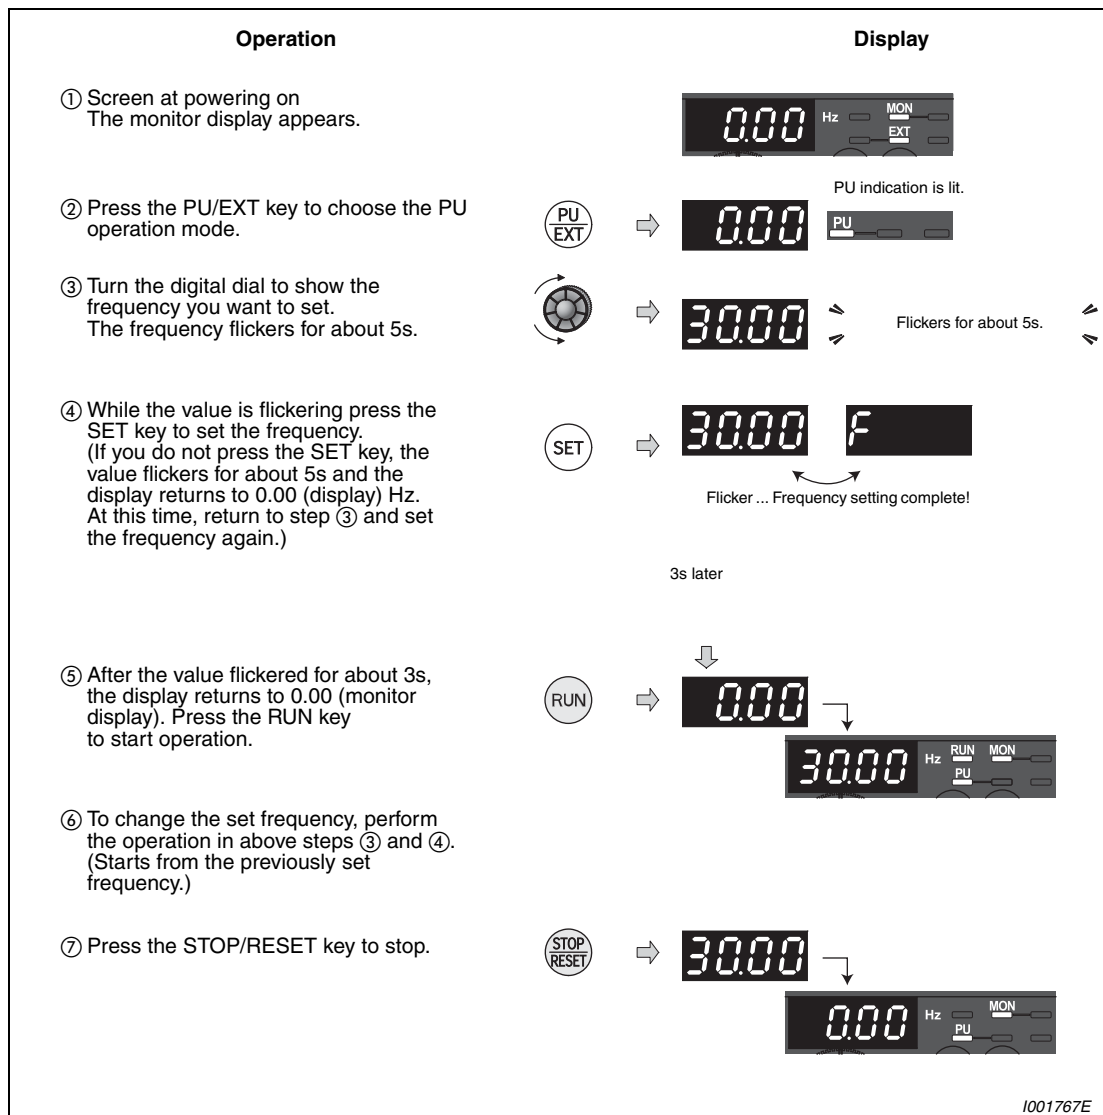 Operation
Display
① Screen at powering on
The monitor display appears.
0.00
Hz
MON
EXT
PU indication is lit.
② Press the PU/EXT key to choose the PU
operation mode.
PU
EXT
0.00
PU
③ Turn the digital dial to show the
frequency you want to set.
The frequency flickers for about 5s.
30.00
Flickers for about 5s.
④ While the value is flickering press the
SET key to set the frequency.
(If you do not press the SET key, the
value flickers for about 5s and the
display returns to 0.00 (display) Hz.
At this time, return to step ③ and set
the frequency again.)
SET
30.00
F
Flicker ... Frequency setting complete!
3s later
⑤ After the value flickered for about 3s,
the display returns to 0.00 (monitor
display). Press the RUN key
to start operation.
RUN
0.00
30.00
Hz
RUN
MON
PU
⑥ To change the set frequency, perform
the operation in above steps ③ and ④.
(Starts from the previously set
frequency.)
⑦ Press the STOP/RESET key to stop.
STOP
RESET
30.00
0.00
Hz
MON
PU
I001767E